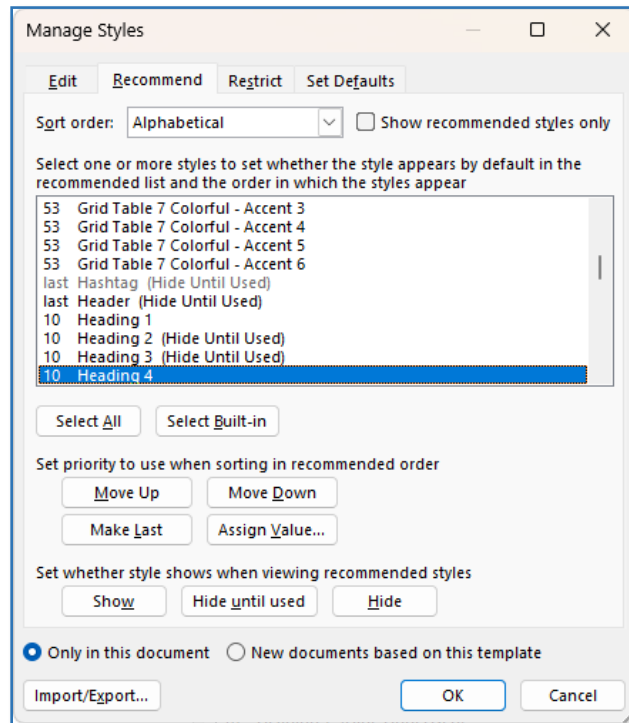 Manage Styles
Edit Recommend Restrict Set Defaults
Sort order: Alphabetical Show recommended styles only
Select one or more styles to set whether the style appears by default in the
recommended list and the order in which the styles appear
53 Grid Table 7 Colorful - Accent 3
53 Grid Table 7 Colorful - Accent 4
53 Grid Table 7 Colorful - Accent 5
53 Grid Table 7 Colorful - Accent 6
last Hashtag (Hide Until Used)
last Header (Hide Until Used)
10 Heading 1
10 Heading 2 (Hide Until Used)
10 Heading 3 (Hide Until Used)
10 Heading 4
Select All Select Built-in
Set priority to use when sorting in recommended order
Move Up Move Down
Make Last Assign Value...
Set whether style shows when viewing recommended styles
Show Hide until used Hide
Only in this document New documents based on this template
Import/Export... OK Cancel